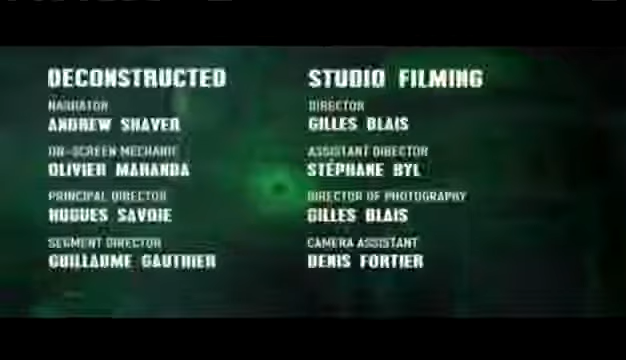 DECONSTRUCTED
NARRATOR
ANDREW SHAVER
ON-SCREEN MECHANIC
OLIVIER MAHANDA
PRINCIPAL DIRECTOR
HUGUES SAVOIE
SEGMENT DIRECTOR
GUILLAUME GAUTHIER
STUDIO FILMING
DIRECTOR
GILLES BLAIS
ASSISTANT DIRECTOR
STÉPHANE BYL
DIRECTOR OF PHOTOGRAPHY
GILLES BLAIS
CAMERA ASSISTANT
DENIS FORTIER